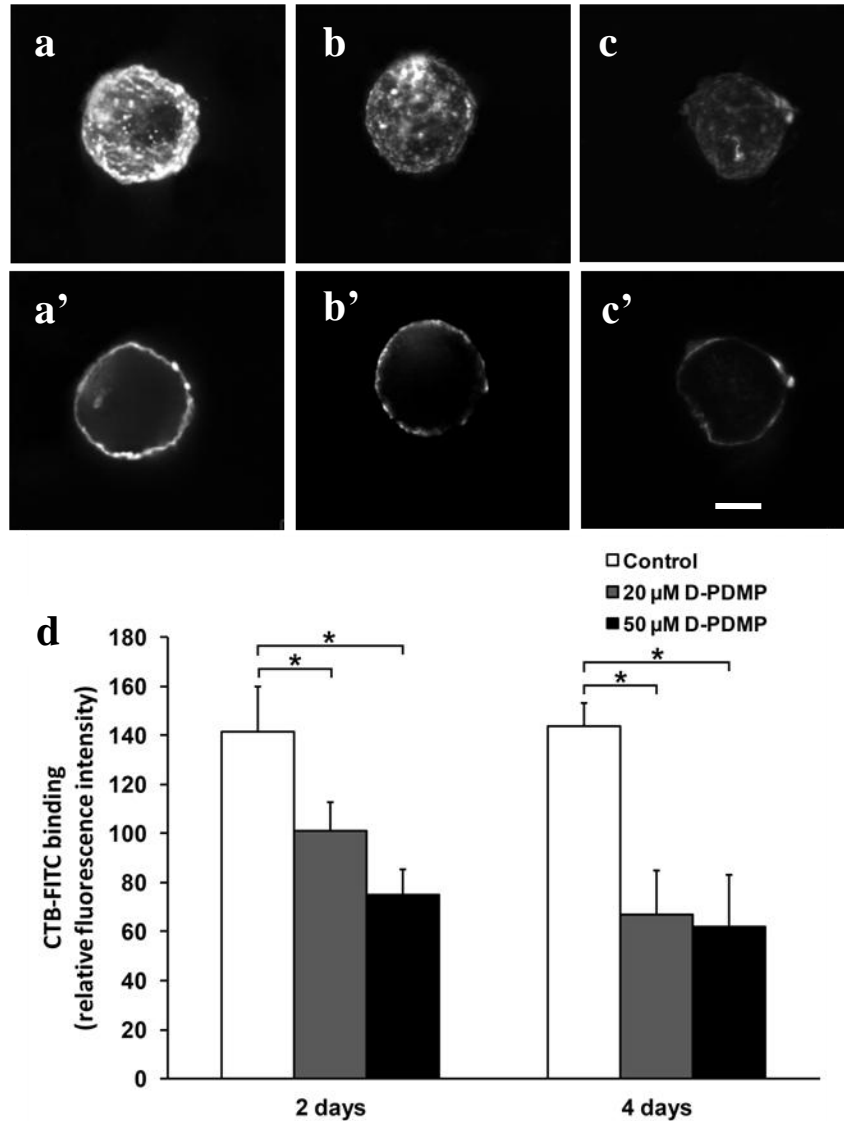 a
b
c
a’
b’
c’
Control
20 µM D-PDMP
50 µM D-PDMP
d
CTB-FITC binding
(relative fluorescence intensity)
180
160
140
120
100
80
60
40
20
0
*
*
*
*
2 days
4 days